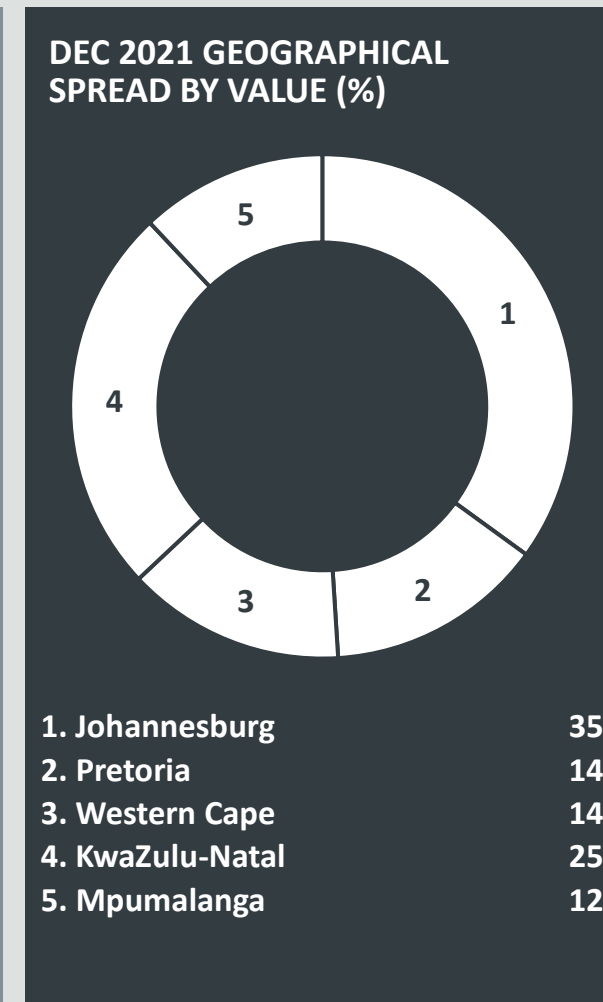 DEC 2021 GEOGRAPHICAL
SPREAD BY VALUE (%)
5
1
4
2
3
1. Johannesburg 35
2. Pretoria 14
3. Western Cape 14
4. KwaZulu-Natal 25
5. Mpumalanga 12